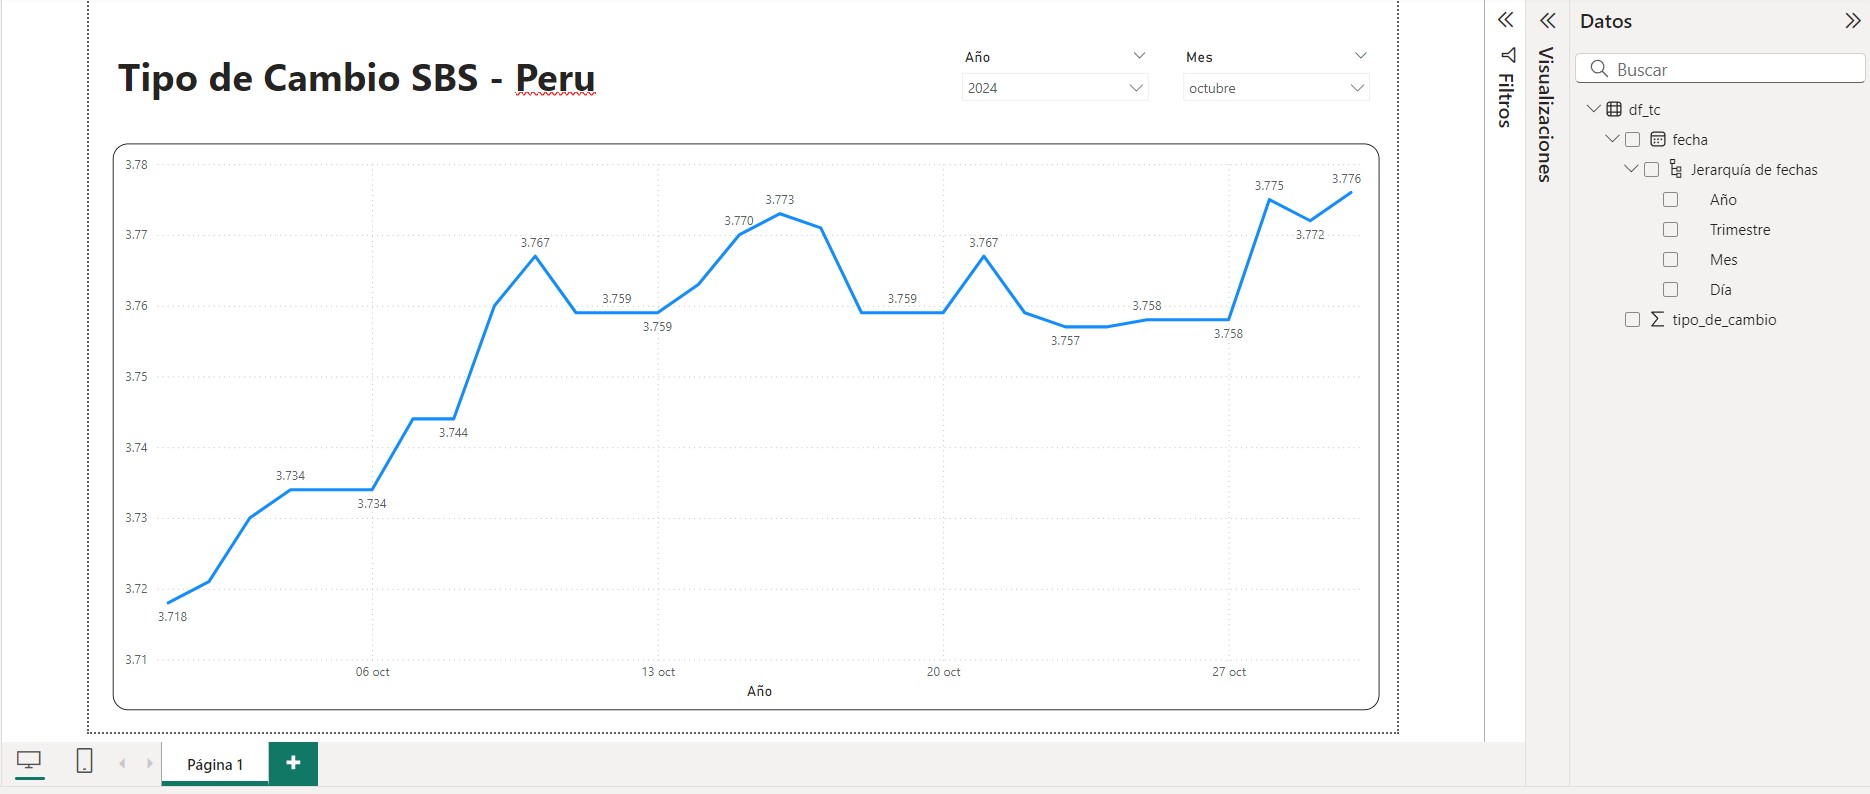 Tipo de Cambio SBS - Peru
Año
2024
Mes
octubre
3.78
3.77
3.76
3.75
3.74
3.73
3.72
3.71
3.718
3.734
3.734
3.744
3.767
3.759
3.759
3.770
3.773
3.759
3.767
3.757
3.758
3.758
3.775
3.772
3.776
06 oct
13 oct
20 oct
27 oct
Año
Página 1
Filtros
Visualizaciones
Datos
Buscar
df_tc
fecha
Jerarquía de fechas
Año
Trimestre
Mes
Día
tipo_de_cambio